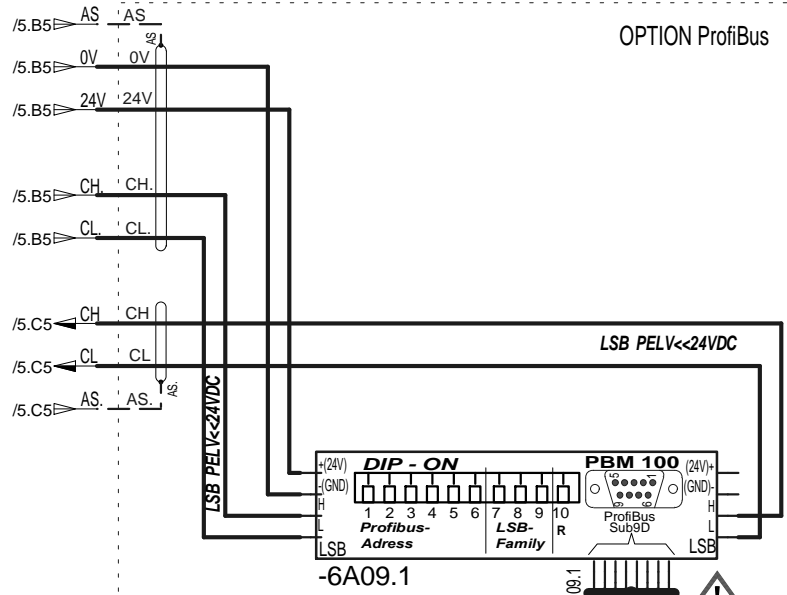 OPTION ProfiBus
/5.B5 AS AS
AS
/5.B5 0V 0V
/5.B5 24V 24V
/5.B5 CH. CH.
/5.B5 CL. CL.
/5.C5 CH CH
LSB PELV<<24VDC
/5.C5 CL CL
AS.
/5.C5 AS. AS.
LSB PELV<<24VDC
+(24V) DIP - ON PBM 100 (24V)+
-(GND) 5 1 (GND)-
9 6
H H
1 2 3 4 5 6 7 8 9 10
L Profibus- LSB- R ProfiBus L
Adress Family Sub9D
LSB LSB
-6A09.1
09.1
!